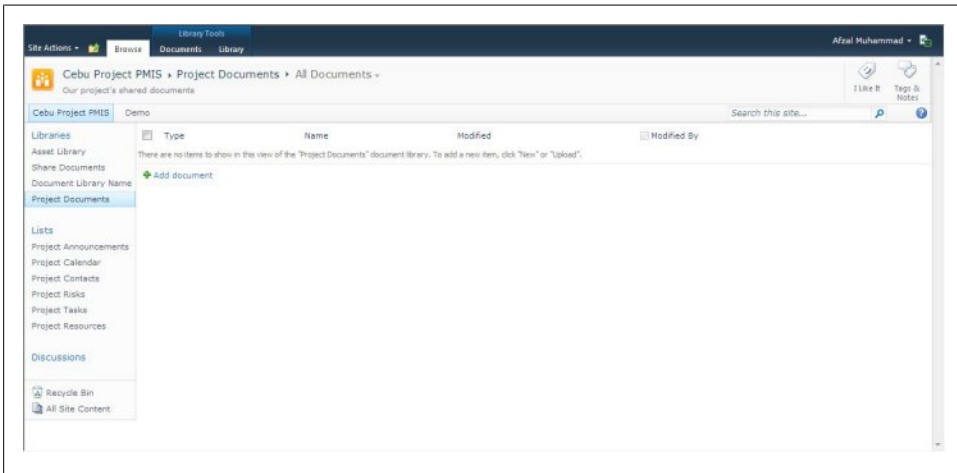 Library Tools
Site Actions Browse Documents Library Afzal Muhammad
Cebu Project PMIS Project Documents All Documents
Our project's shared documents
I Like It Tags & Notes
Cebu Project PMIS Demo Search this site...
Libraries
Type Name Modified Modified By
Asset Library
There are no items to show in this view of the "Project Documents" document library. To add a new item, click "New" or "Upload".
Share Documents
Add document
Document Library Name
Project Documents
Lists
Project Announcements
Project Calendar
Project Contacts
Project Risks
Project Tasks
Project Resources
Discussions
Recycle Bin
All Site Content